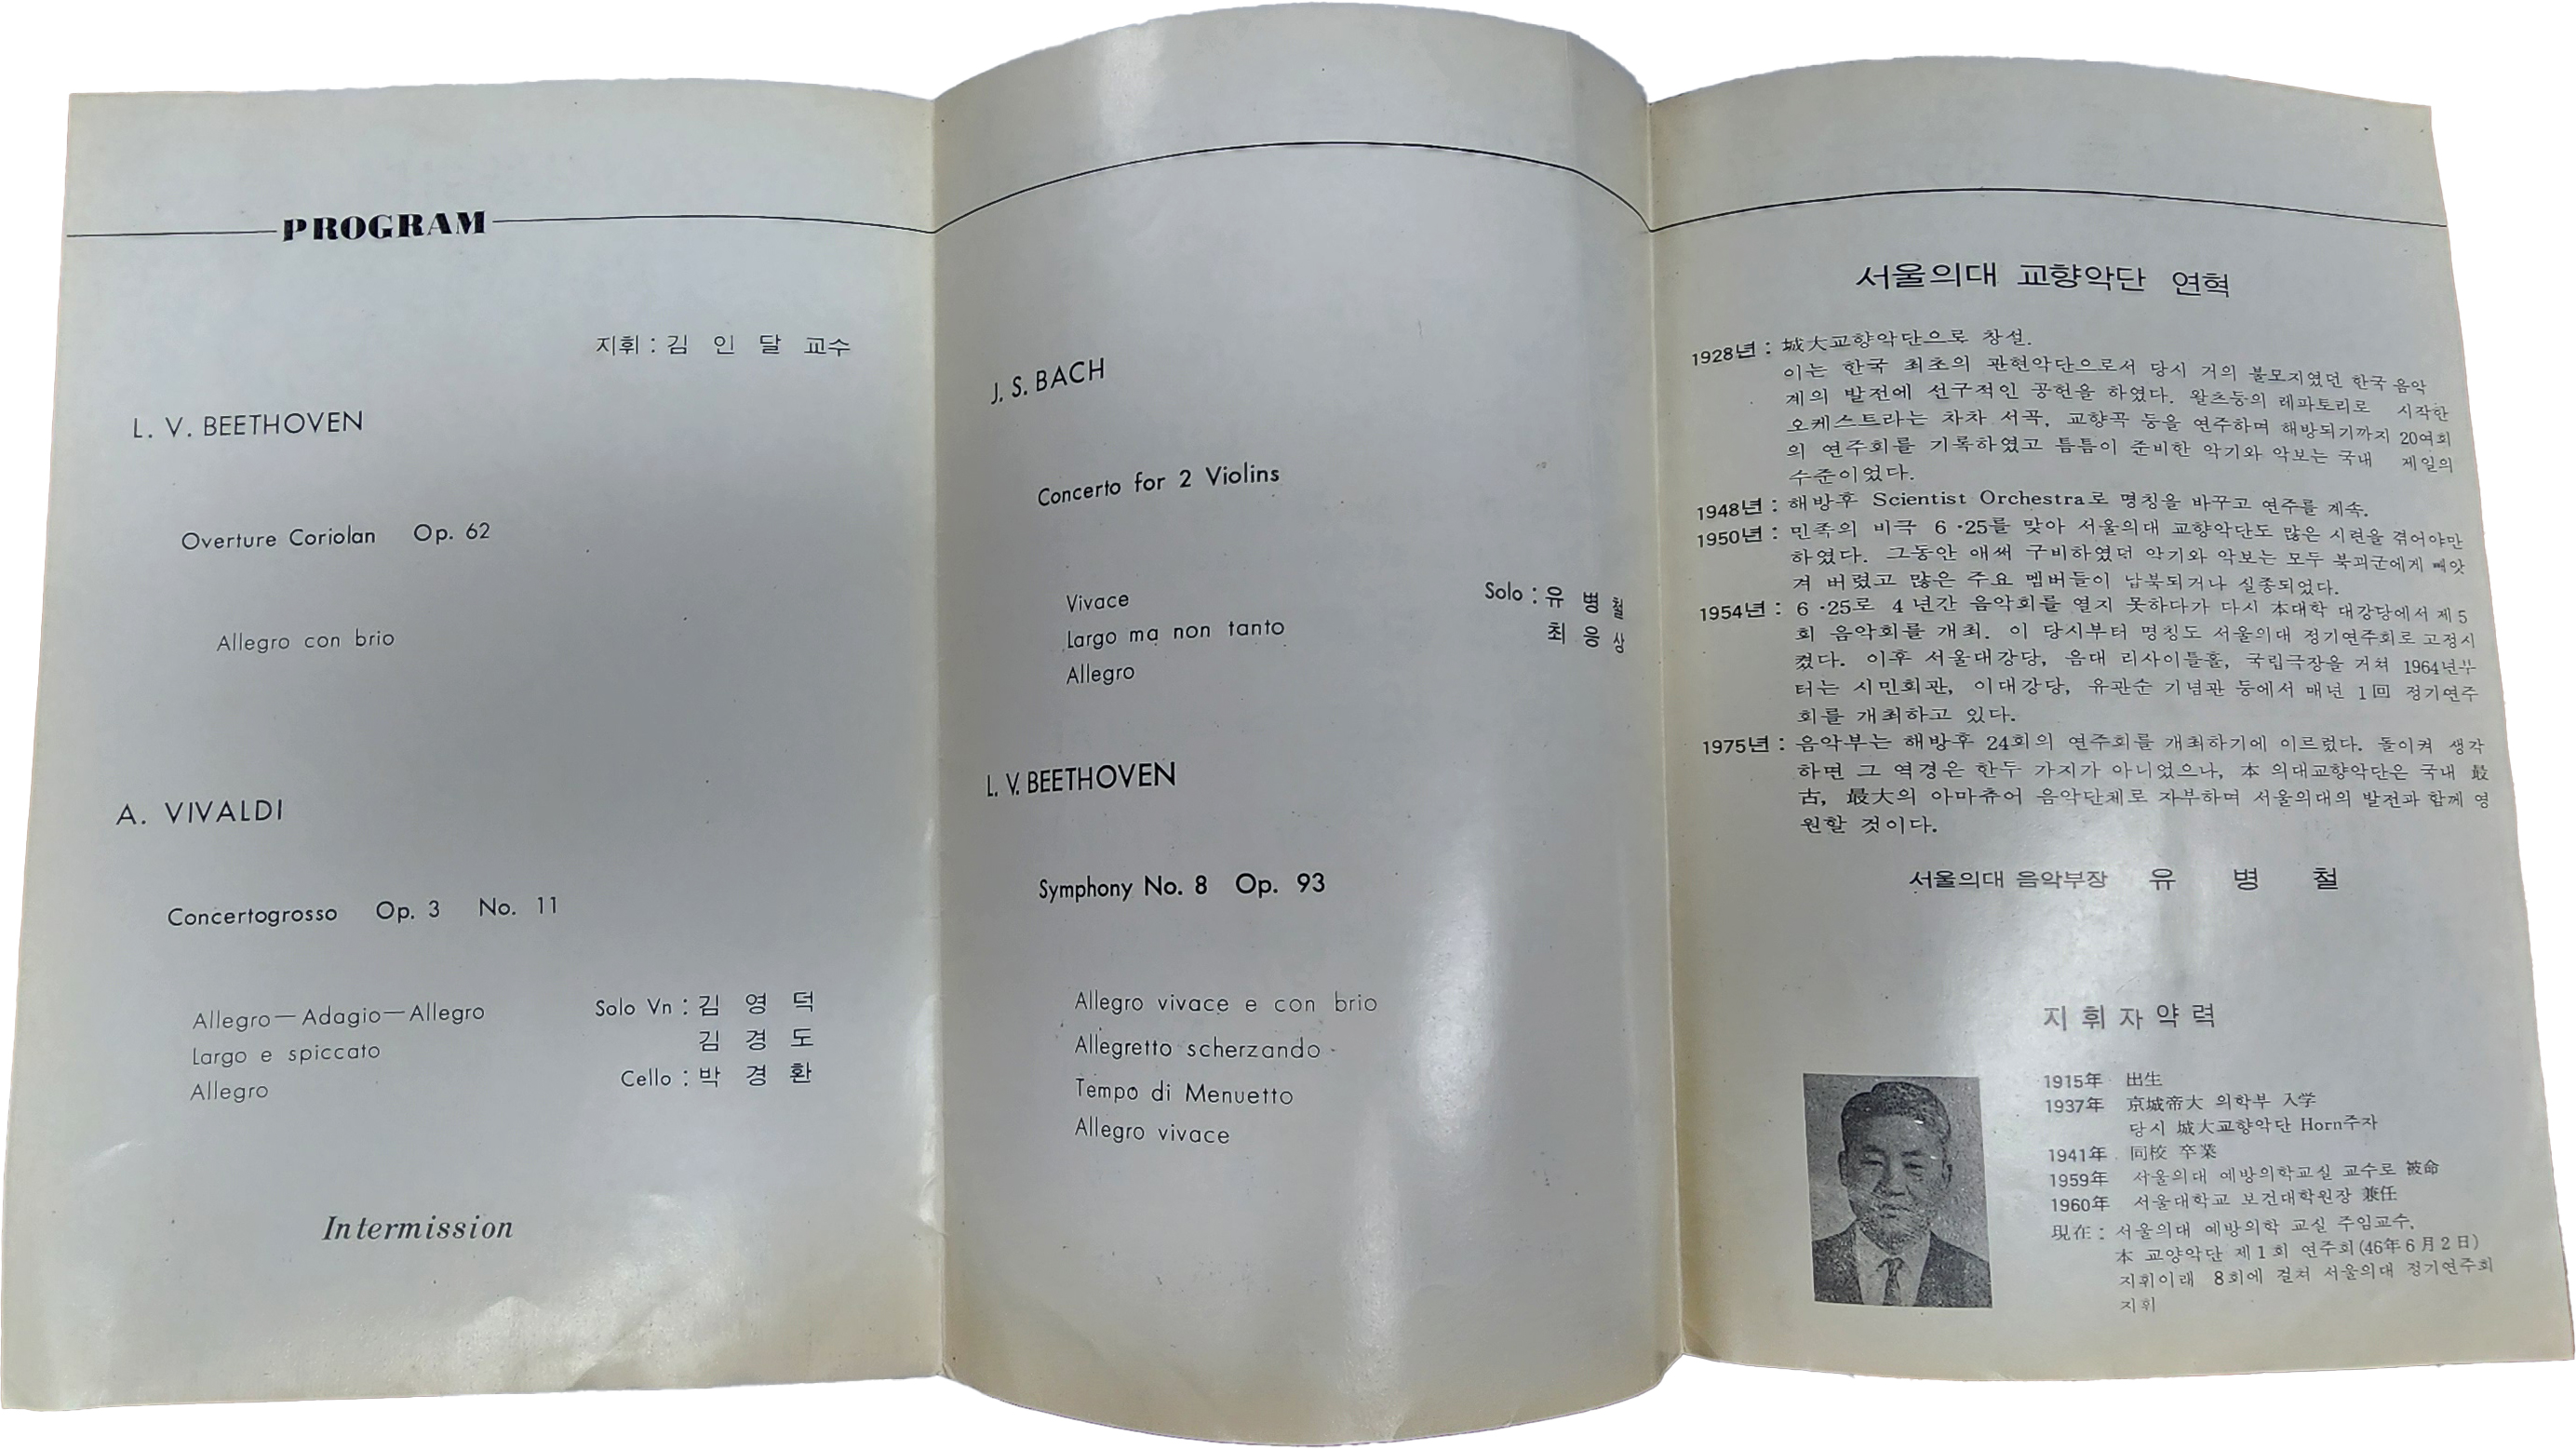 PROGRAM
지휘 : 김 인 달 교수
L. V. BEETHOVEN
Overture Coriolan Op. 62
Allegro con brio
A. VIVALDI
Concertogrosso Op. 3 No. 11
Allegro—Adagio—Allegro
Largo e spiccato
Allegro
Solo Vn : 김 영 덕
김 경 도
Cello : 박 경 환
Intermission
J. S. BACH
Concerto for 2 Violins
Vivace
Largo ma non tanto
Allegro
Solo : 유 병 철
최 응 상
L. V. BEETHOVEN
Symphony No. 8 Op. 93
Allegro vivace e con brio
Allegretto scherzando
Tempo di Menuetto
Allegro vivace
서울의대 교향악단 연혁
1928년 : 城大교향악단으로 창설.
이는 한국 최초의 관현악단으로서 당시 거의 불모지였던 한국 음악
계의 발전에 선구적인 공헌을 하였다. 왈츠등의 레파토리로 시작한
오케스트라는 차차 서곡, 교향곡 등을 연주하며 해방되기까지 20여회
의 연주회를 기록하였고 틈틈이 준비한 악기와 악보는 국내 제일의
수준이었다.
1948년 : 해방후 Scientist Orchestra로 명칭을 바꾸고 연주를 계속.
1950년 : 민족의 비극 6·25를 맞아 서울의대 교향악단도 많은 시련을 겪어야만
하였다. 그동안 애써 구비하였던 악기와 악보는 모두 북괴군에게 빼앗
겨 버렸고 많은 주요 멤버들이 납북되거나 실종되었다.
1954년 : 6·25로 4년간 음악회를 열지 못하다가 다시 本대학 대강당에서 제5
회 음악회를 개최. 이 당시부터 명칭도 서울의대 정기연주회로 고정시
켰다. 이후 서울대강당, 음대 리사이틀홀, 국립극장을 거쳐 1964년부
터는 시민회관, 이대강당, 유관순 기념관 등에서 매년 1回 정기연주
회를 개최하고 있다.
1975년 : 음악부는 해방후 24회의 연주회를 개최하기에 이르렀다. 돌이켜 생각
하면 그 역경은 한두 가지가 아니었으나, 本 의대교향악단은 국내 最
古, 最大의 아마츄어 음악단체로 자부하며 서울의대의 발전과 함께 영
원할 것이다.
서울의대 음악부장 유 병 철
지휘자약력
1915年 出生
1937年 京城帝大 의학부 入学
당시 城大교향악단 Horn주자
1941年 同校 卒業
1959年 서울의대 예방의학교실 교수로 被命
1960年 서울대학교 보건대학원장 兼任
現在 : 서울의대 예방의학 교실 주임교수.
本 교양악단 제1회 연주회(46年6月2日)
지휘이래 8회에 걸쳐 서울의대 정기연주회
지휘